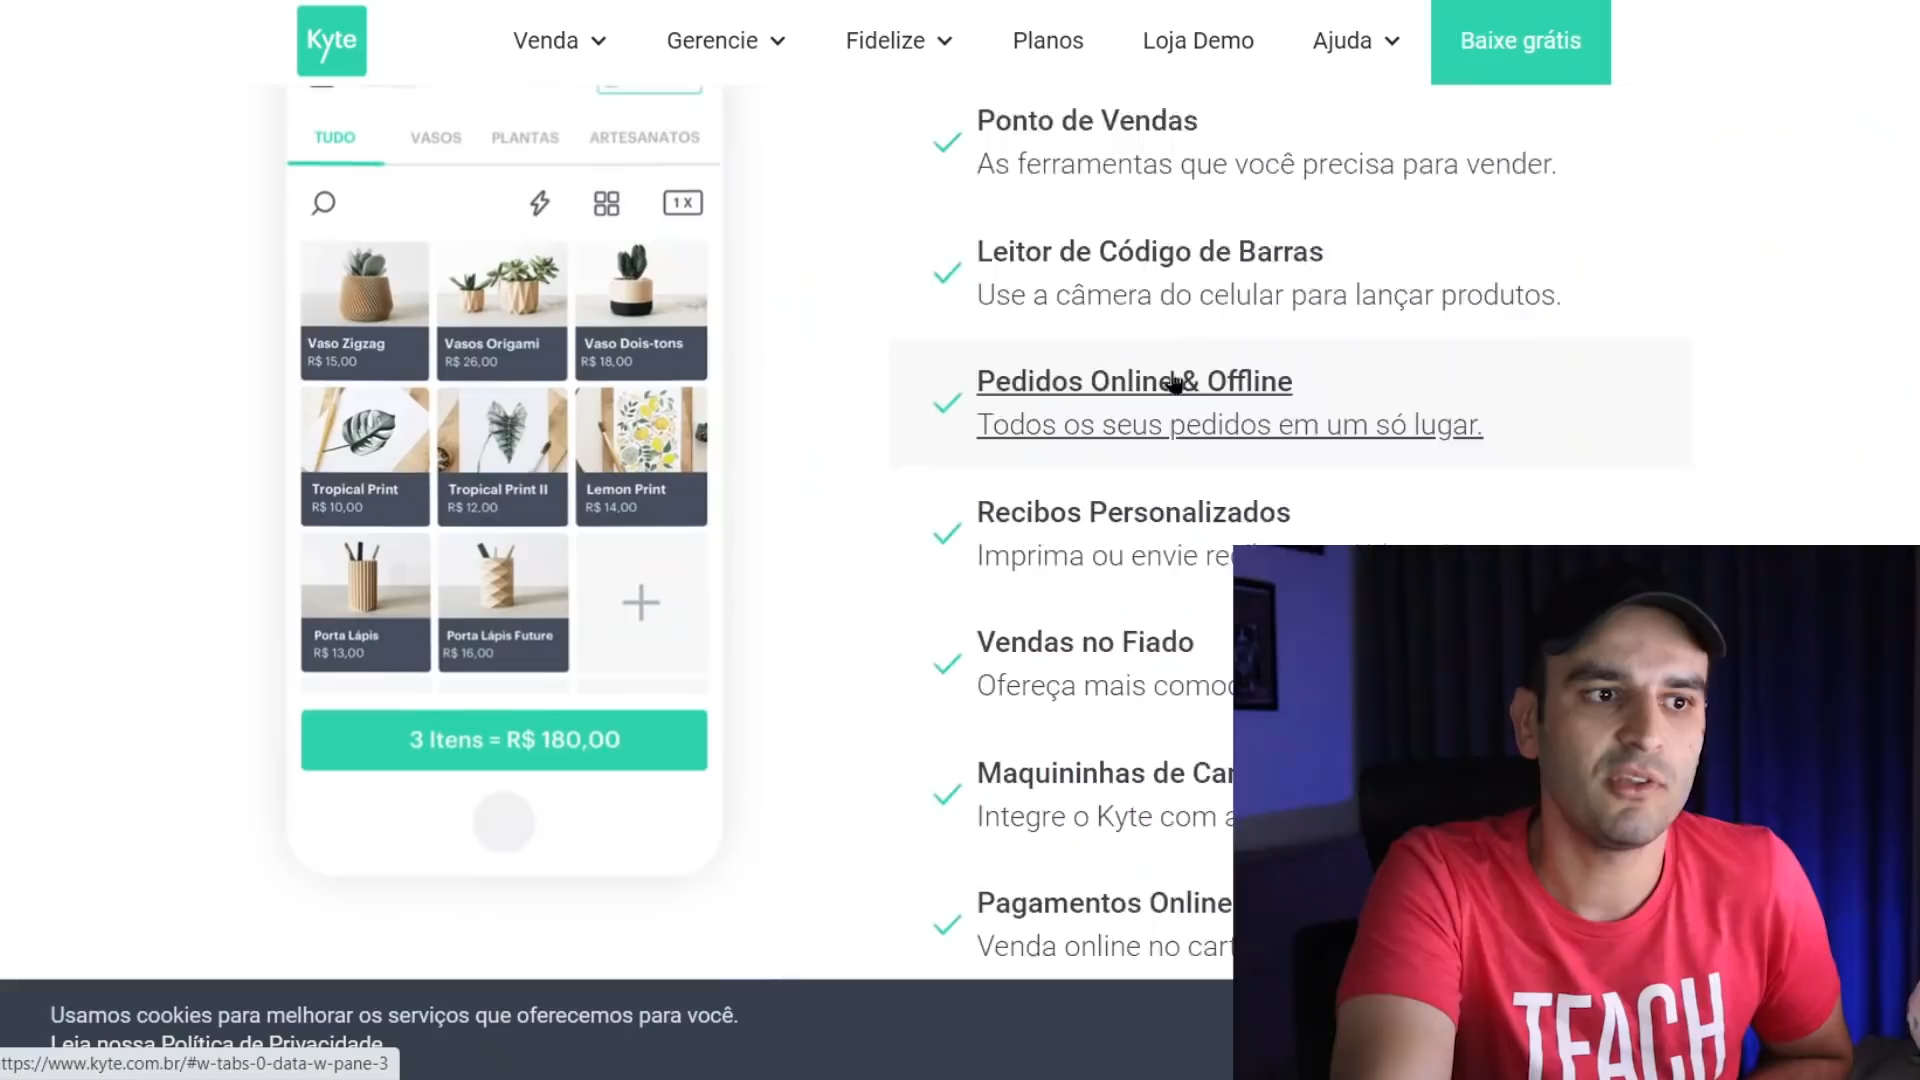 Kyte
Venda
Gerencie
Fidelize
Planos
Loja Demo
Ajuda
Baixe grátis
TUDO
VASOS
PLANTAS
ARTESANATOS
1 X
Vaso Zigzag
R$ 15,00
Vasos Origami
R$ 26,00
Vaso Dois-tons
R$ 18,00
Tropical Print
R$ 10,00
Tropical Print II
R$ 12,00
Lemon Print
R$ 14,00
Porta Lápis
R$ 13,00
Porta Lápis Future
R$ 16,00
3 Itens = R$ 180,00
Ponto de Vendas
As ferramentas que você precisa para vender.
Leitor de Código de Barras
Use a câmera do celular para lançar produtos.
Pedidos Online & Offline
Todos os seus pedidos em um só lugar.
Recibos Personalizados
Imprima ou envie
Vendas no Fiado
Ofereça mais
Maquininhas de
Integre o Kyte com
Pagamentos Online
Venda online no
Usamos cookies para melhorar os serviços que oferecemos para você.
Leia nossa Política de Privacidade
ttps://www.kyte.com.br/#w-tabs-0-data-w-pane-3
TEACH